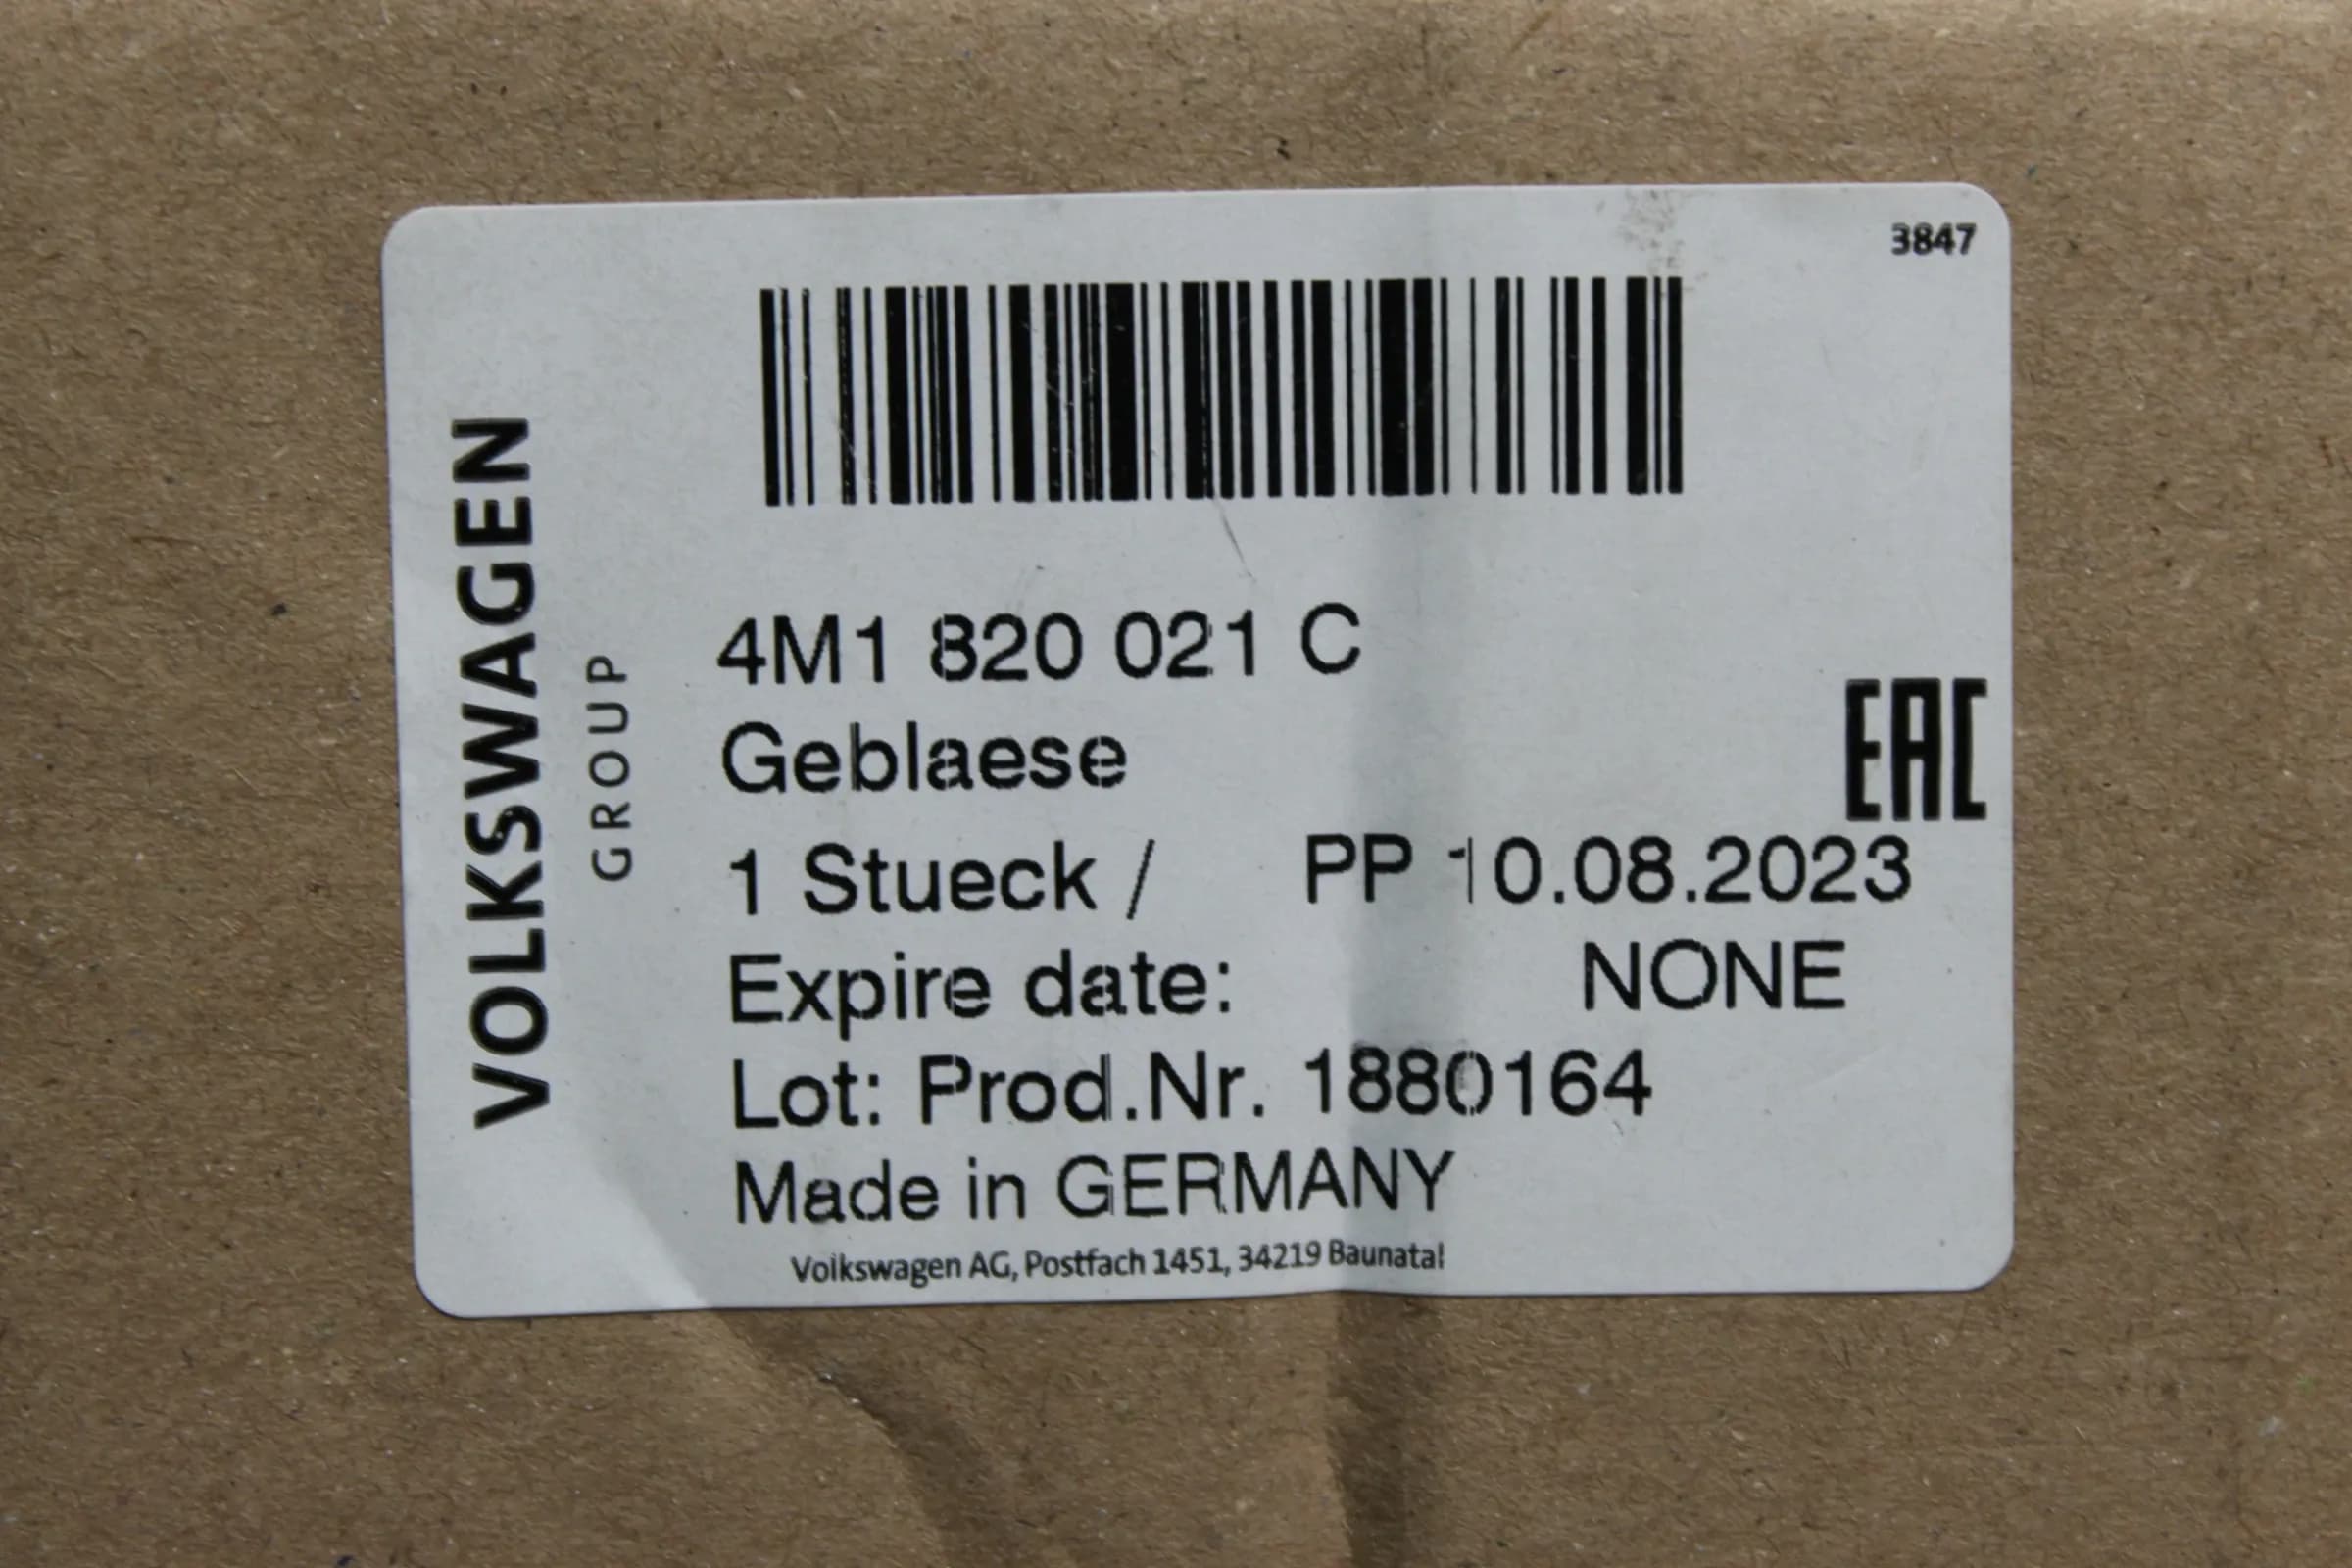 3847
VOLKSWAGEN
GROUP
4M1 820 021 C
Geblaese
EAC
1 Stueck / PP 10.08.2023
Expire date: NONE
Lot: Prod.Nr. 1880164
Made in GERMANY
Volkswagen AG, Postfach 1451, 34219 Baunatal